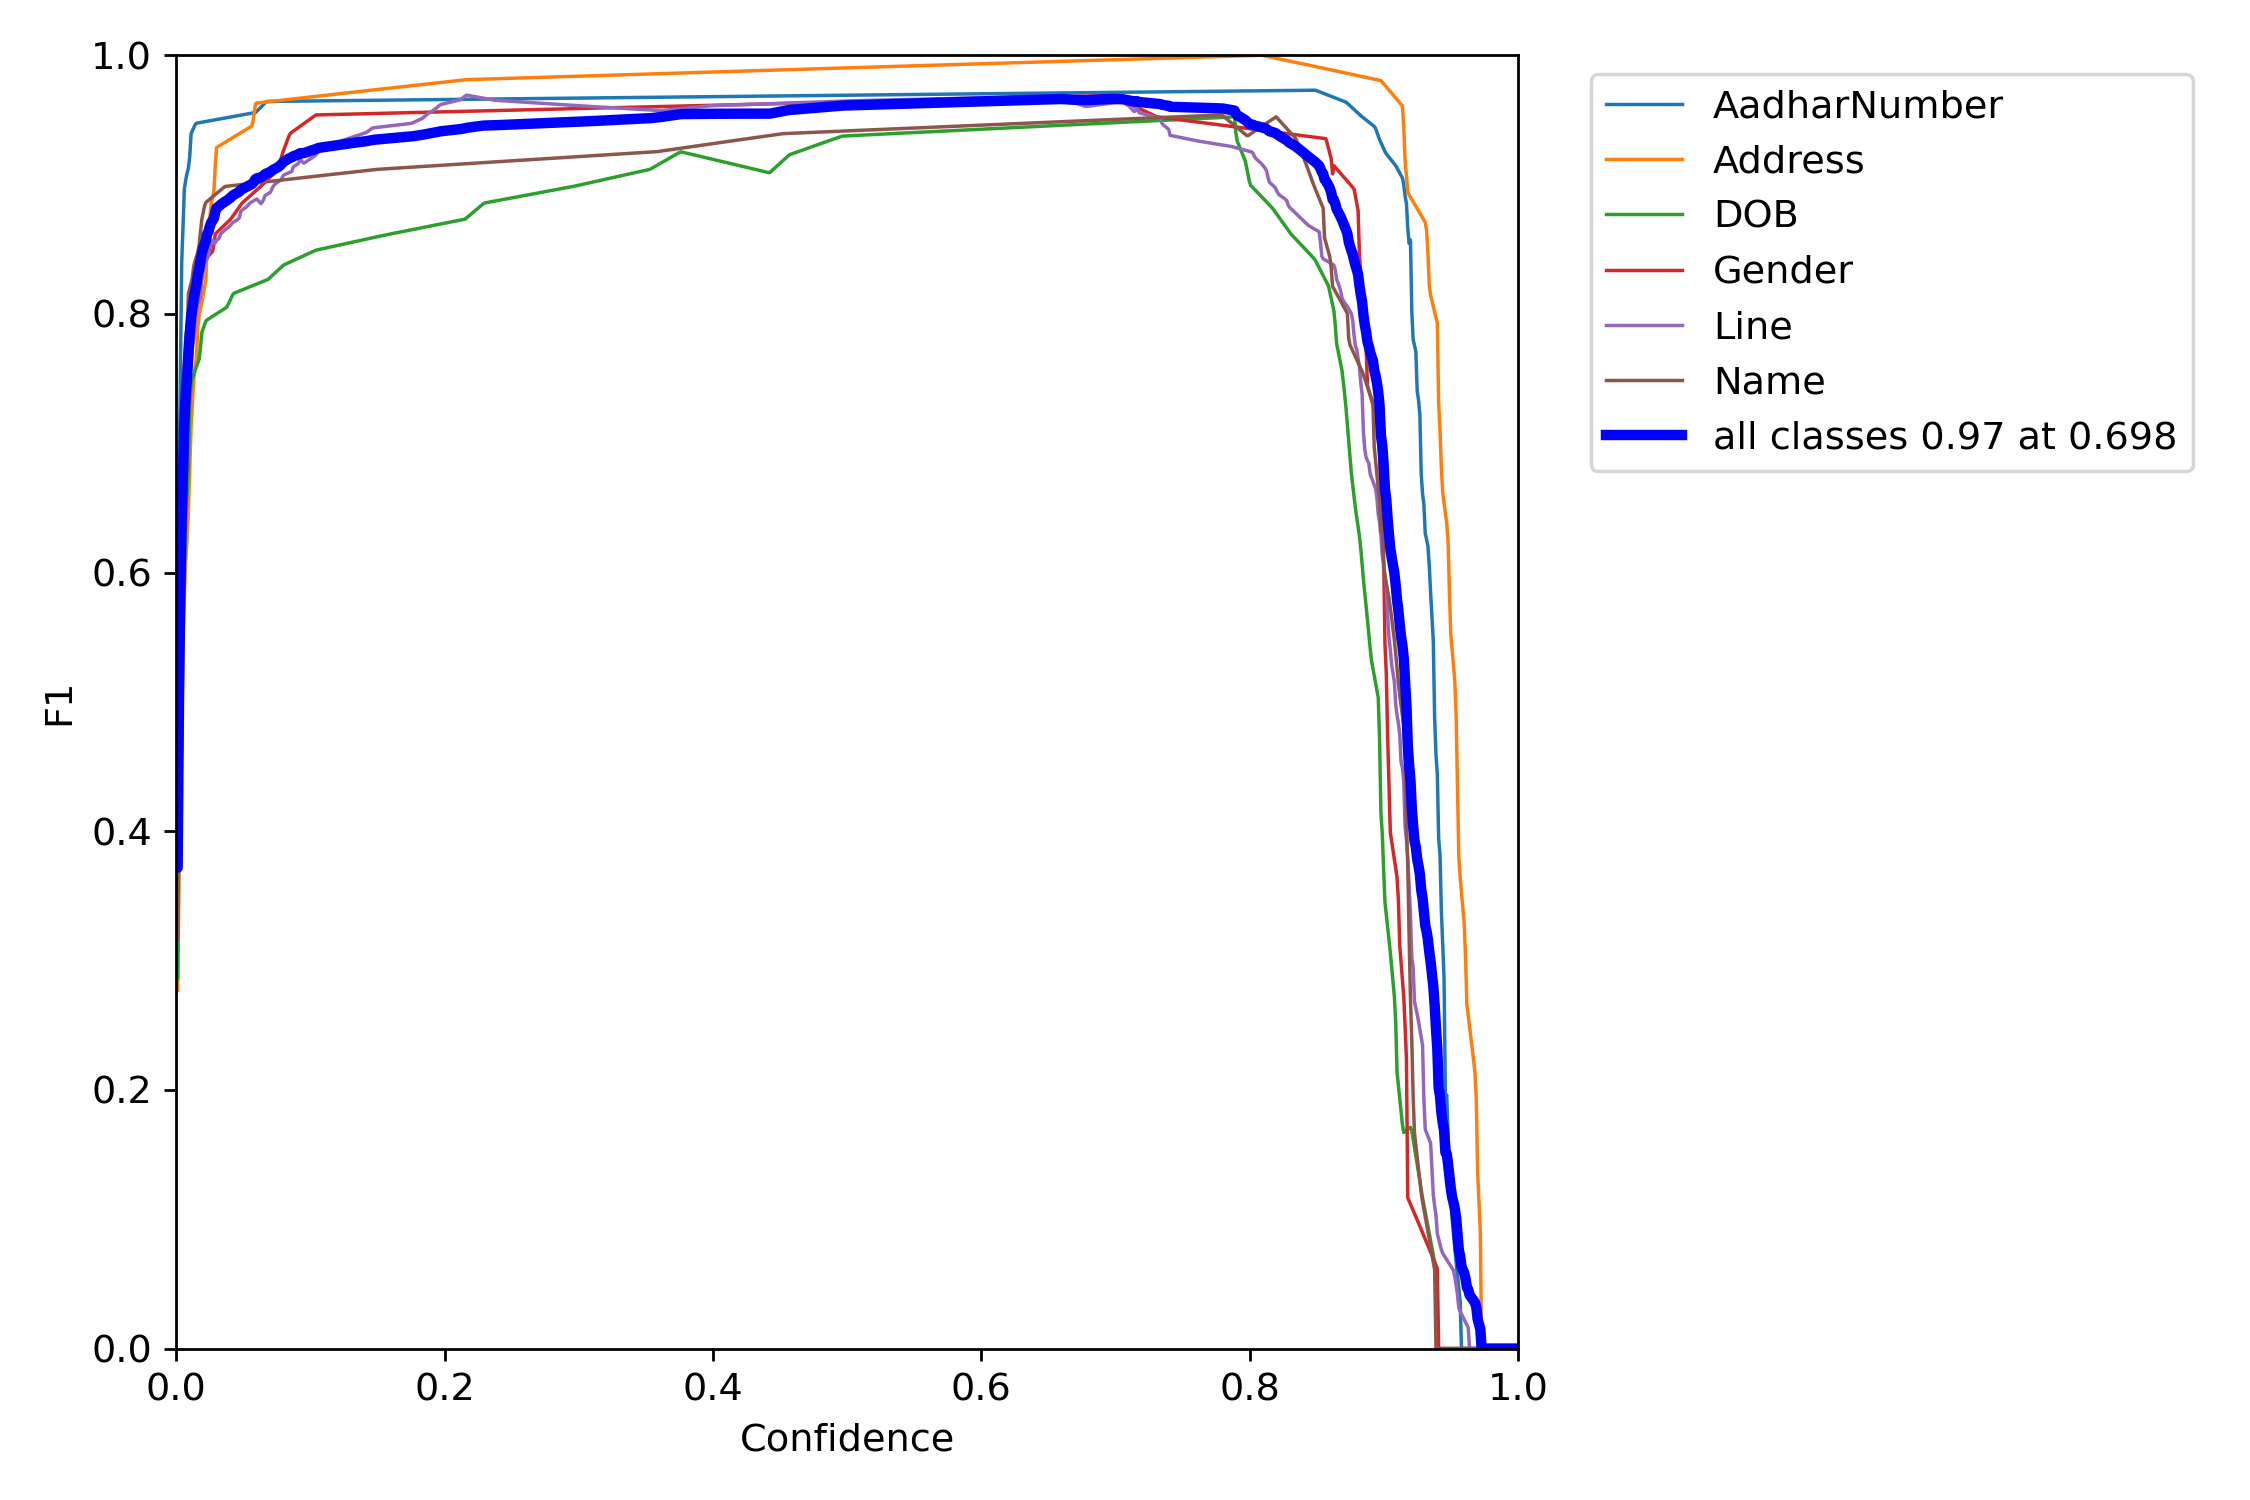 1.0
0.8
0.6
0.4
0.2
0.0
F1
0.0 0.2 0.4 0.6 0.8 1.0
Confidence
AadharNumber
Address
DOB
Gender
Line
Name
all classes 0.97 at 0.698